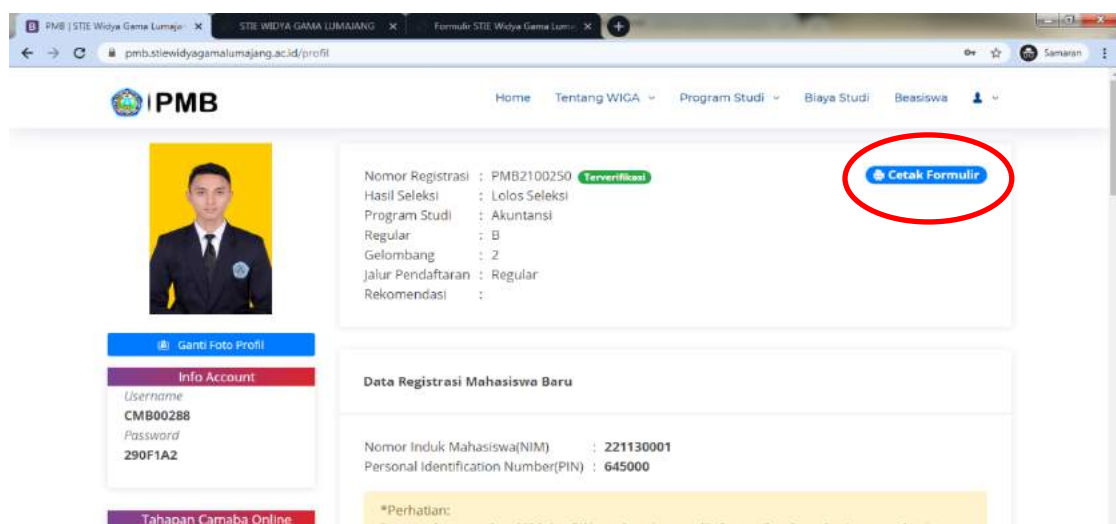 PMB | STIE Widya Gama Lumajan
STIE WIDYA GAMA LUMAJANG
Formulir STIE Widya Gama Luma
pmb.stiewidyagamalumajang.ac.id/profil
Samaran
PMB
Home Tentang WIGA Program Studi Biaya Studi Beasiswa
Nomor Registrasi : PMB2100250 Terverifikasi
Cetak Formulir
Hasil Seleksi : Lolos Seleksi
Program Studi : Akuntansi
Regular : B
Gelombang : 2
Jalur Pendaftaran : Regular
Rekomendasi :
Ganti Foto Profil
Info Account
Username
CMB00288
Password
290F1A2
Tahapan Camaba Online
Data Registrasi Mahasiswa Baru
Nomor Induk Mahasiswa(NIM) : 221130001
Personal Identification Number(PIN) : 645000
*Perhatian: